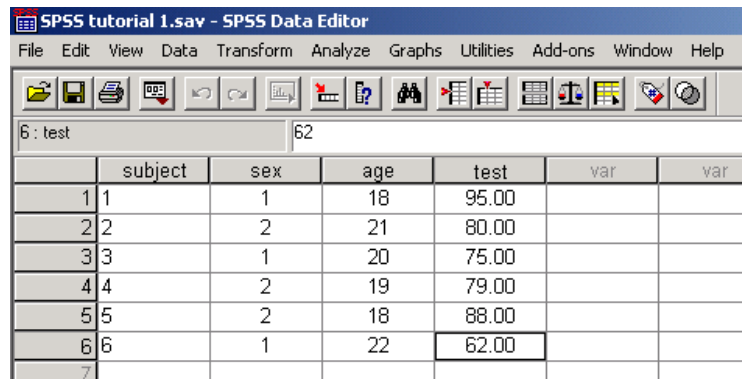 SPSS tutorial 1.sav - SPSS Data Editor
File Edit View Data Transform Analyze Graphs Utilities Add-ons Window Help
6 : test 62
subject sex age test var var
1 1 1 18 95.00
2 2 2 21 80.00
3 3 1 20 75.00
4 4 2 19 79.00
5 5 2 18 88.00
6 6 1 22 62.00
7